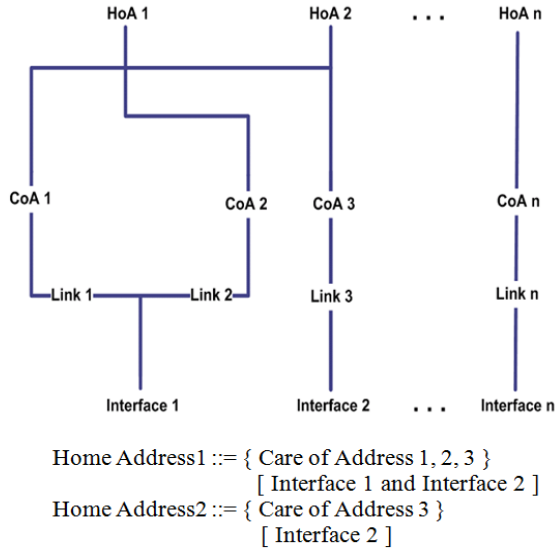 HoA 1 HoA 2 . . . HoA n
CoA 1 CoA 2 CoA 3 CoA n
Link 1 Link 2 Link 3 Link n
Interface 1 Interface 2 . . . Interface n
Home Address1 ::= { Care of Address 1, 2, 3 }
[ Interface 1 and Interface 2 ]
Home Address2 ::= { Care of Address 3 }
[ Interface 2 ]